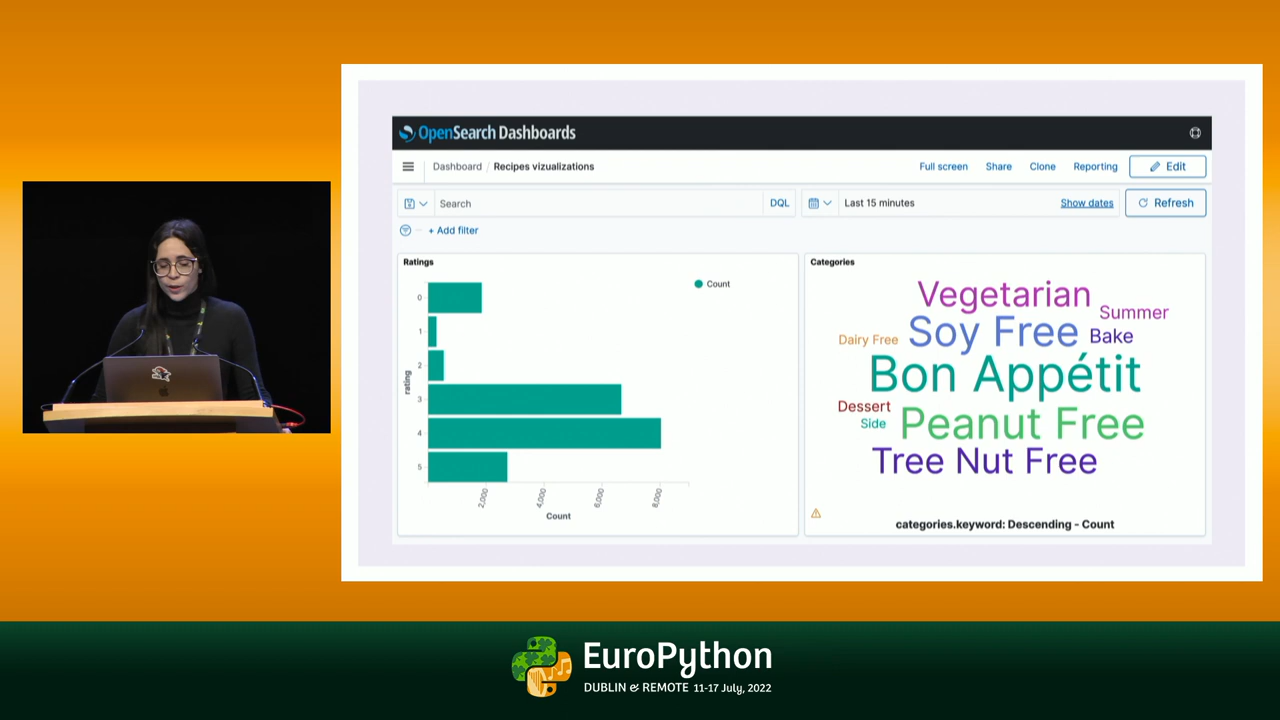 OpenSearch Dashboards
Dashboard / Recipes vizualizations
Full screen
Share
Clone
Reporting
Edit
Search
DQL
Last 15 minutes
Show dates
Refresh
+ Add filter
Ratings
Count
0
1
2
3
4
5
rating
2,000
4,000
6,000
8,000
Count
Categories
Vegetarian
Summer
Soy Free
Bake
Dairy Free
Bon Appétit
Dessert
Side
Peanut Free
Tree Nut Free
categories.keyword: Descending - Count
EuroPython
DUBLIN & REMOTE 11-17 July, 2022